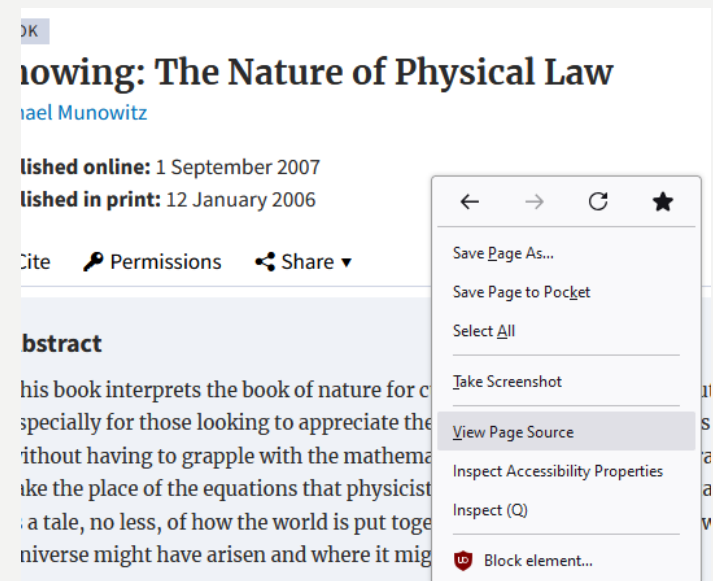 OK
nowing: The Nature of Physical Law
hael Munowitz
lished online: 1 September 2007
lished in print: 12 January 2006
Cite Permissions Share ▼
bstract
his book interprets the book of nature for c
specially for those looking to appreciate the
ithout having to grapple with the mathema
ake the place of the equations that physicist
s a tale, no less, of how the world is put toge
niverse might have arisen and where it mig
Save Page As...
Save Page to Pocket
Select All
Take Screenshot
View Page Source
Inspect Accessibility Properties
Inspect (Q)
Block element...